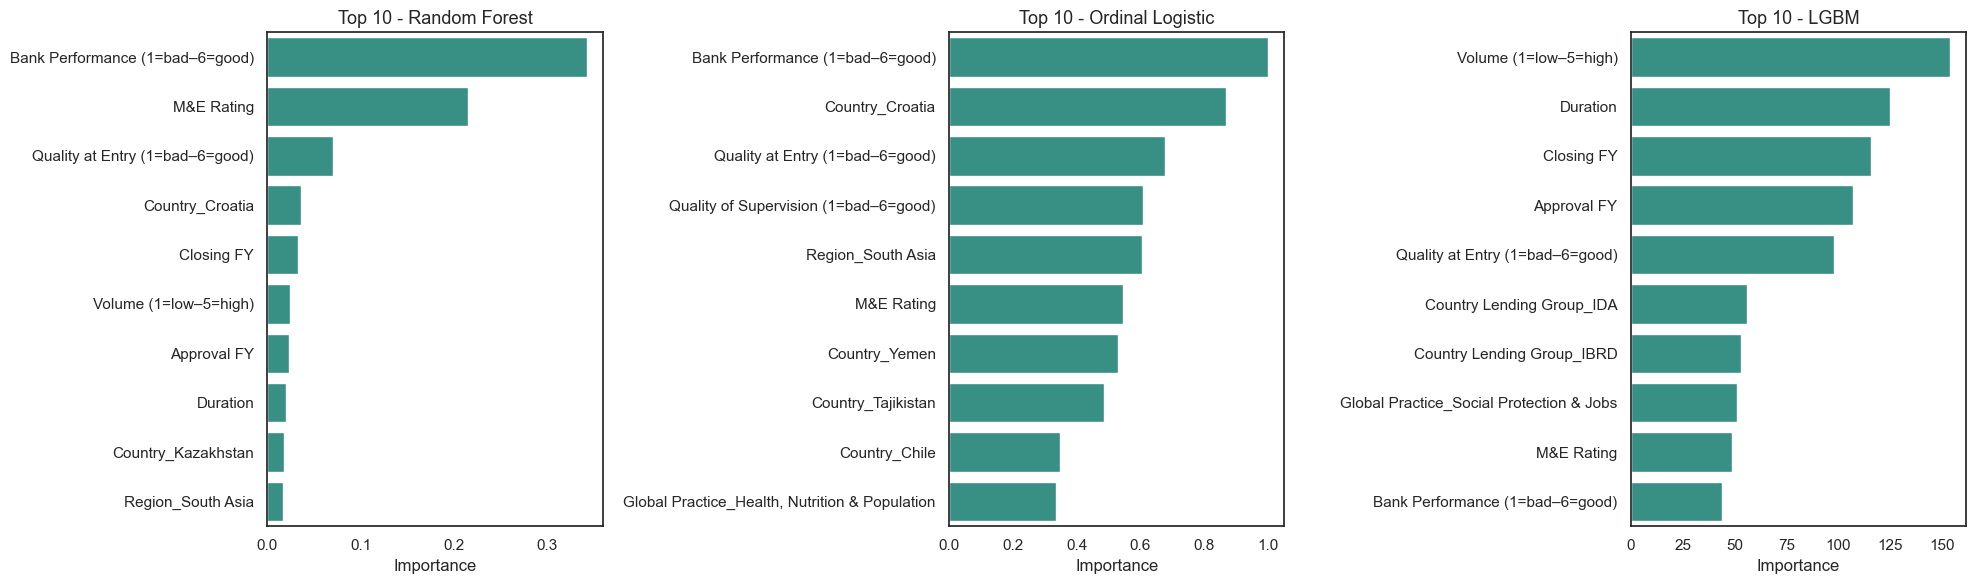 Top 10 - Random Forest
Bank Performance (1=bad–6=good)
M&E Rating
Quality at Entry (1=bad–6=good)
Country_Croatia
Closing FY
Volume (1=low–5=high)
Approval FY
Duration
Country_Kazakhstan
Region_South Asia
0.0 0.1 0.2 0.3
Importance
Top 10 - Ordinal Logistic
Bank Performance (1=bad–6=good)
Country_Croatia
Quality at Entry (1=bad–6=good)
Quality of Supervision (1=bad–6=good)
Region_South Asia
M&E Rating
Country_Yemen
Country_Tajikistan
Country_Chile
Global Practice_Health, Nutrition & Population
0.0 0.2 0.4 0.6 0.8 1.0
Importance
Top 10 - LGBM
Volume (1=low–5=high)
Duration
Closing FY
Approval FY
Quality at Entry (1=bad–6=good)
Country Lending Group_IDA
Country Lending Group_IBRD
Global Practice_Social Protection & Jobs
M&E Rating
Bank Performance (1=bad–6=good)
0 25 50 75 100 125 150
Importance